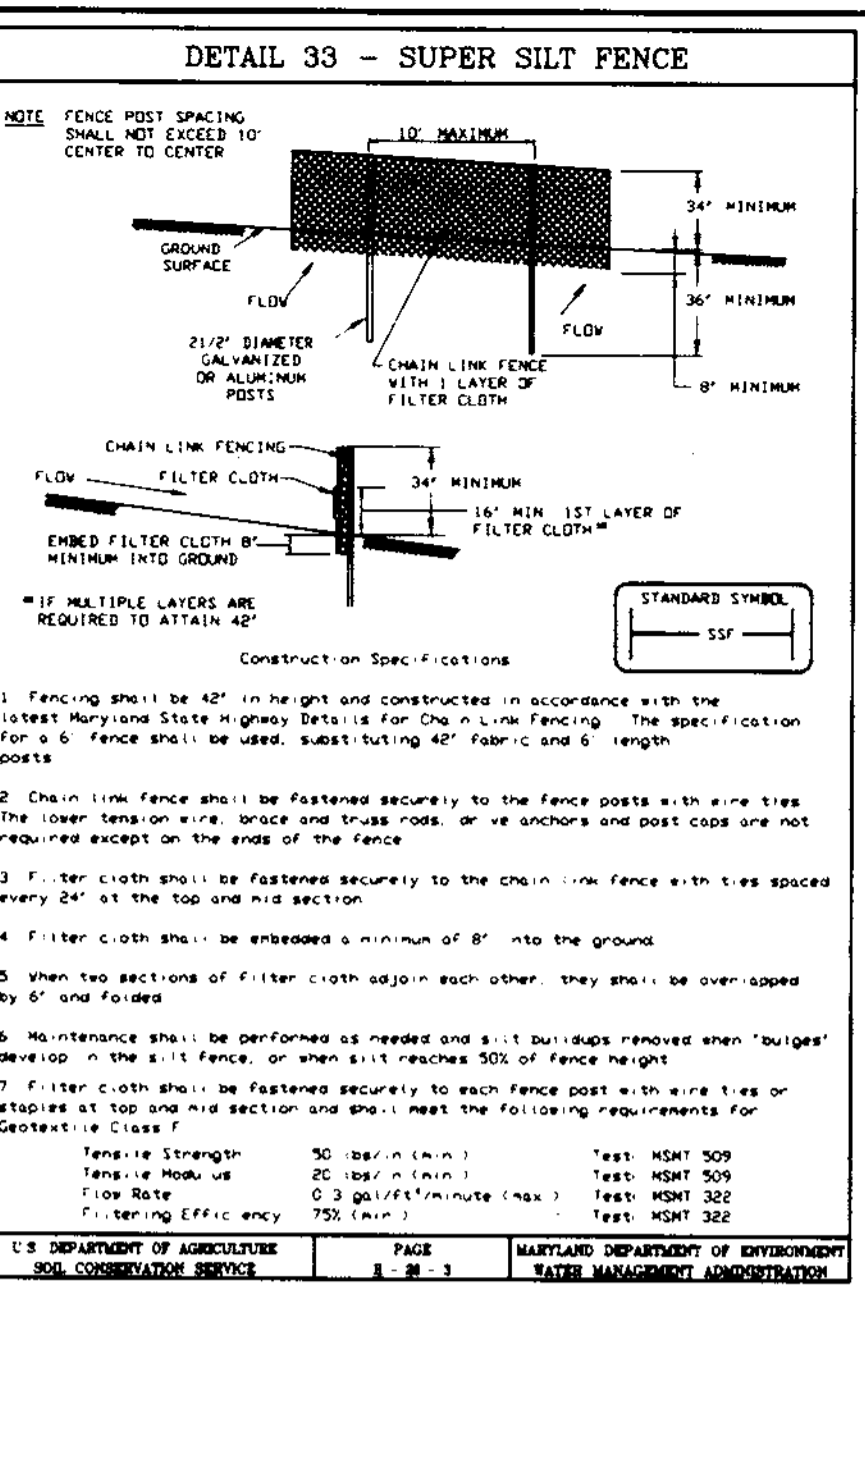 DETAIL 33 - SUPER SILT FENCE
NOTE FENCE POST SPACING
SHALL NOT EXCEED 10'
CENTER TO CENTER
10' MAXIMUM
34" MINIMUM
GROUND
SURFACE
FLOW
36" MINIMUM
FLOW
21/2" DIAMETER
GALVANIZED
OR ALUMINUM
POSTS
CHAIN LINK FENCE
WITH 1 LAYER OF
FILTER CLOTH
8" MINIMUM
CHAIN LINK FENCING
FLOW
FILTER CLOTH
34" MINIMUM
16" MIN 1ST LAYER OF
FILTER CLOTH*
EMBED FILTER CLOTH 8"
MINIMUM INTO GROUND
*IF MULTIPLE LAYERS ARE
REQUIRED TO ATTAIN 42"
STANDARD SYMBOL
SSF
Construction Specifications
1 Fencing shall be 42" in height and constructed in accordance with the
latest Maryland State Highway Details for Chain Link Fencing The specification
for a 6' fence shall be used, substituting 42" fabric and 6' length
posts
2 Chain link fence shall be fastened securely to the fence posts with wire ties
The lower tension wire, brace and truss rods, drive anchors and post caps are not
required except on the ends of the fence
3 Filter cloth shall be fastened securely to the chain link fence with ties spaced
every 24" at the top and mid section
4 Filter cloth shall be embedded a minimum of 8" into the ground
5 When two sections of filter cloth adjoin each other, they shall be overlapped
by 6" and folded
6 Maintenance shall be performed as needed and silt buildups removed when "bulges"
develop in the silt fence, or when silt reaches 50% of fence height
7 Filter cloth shall be fastened securely to each fence post with wire ties or
staples at top and mid section and shall meet the following requirements for
Geotextile Class F
Tensile Strength 50 lbs/in (min ) Test: MSMT 509
Tensile Modulus 20 lbs/in (min ) Test: MSMT 509
Flow Rate 0 3 gal/ft²/minute (max ) Test: MSMT 322
Filtering Efficiency 75% (min ) Test: MSMT 322
U S DEPARTMENT OF AGRICULTURE
SOIL CONSERVATION SERVICE
PAGE
- 3
MARYLAND DEPARTMENT OF ENVIRONMENT
WATER MANAGEMENT ADMINISTRATION